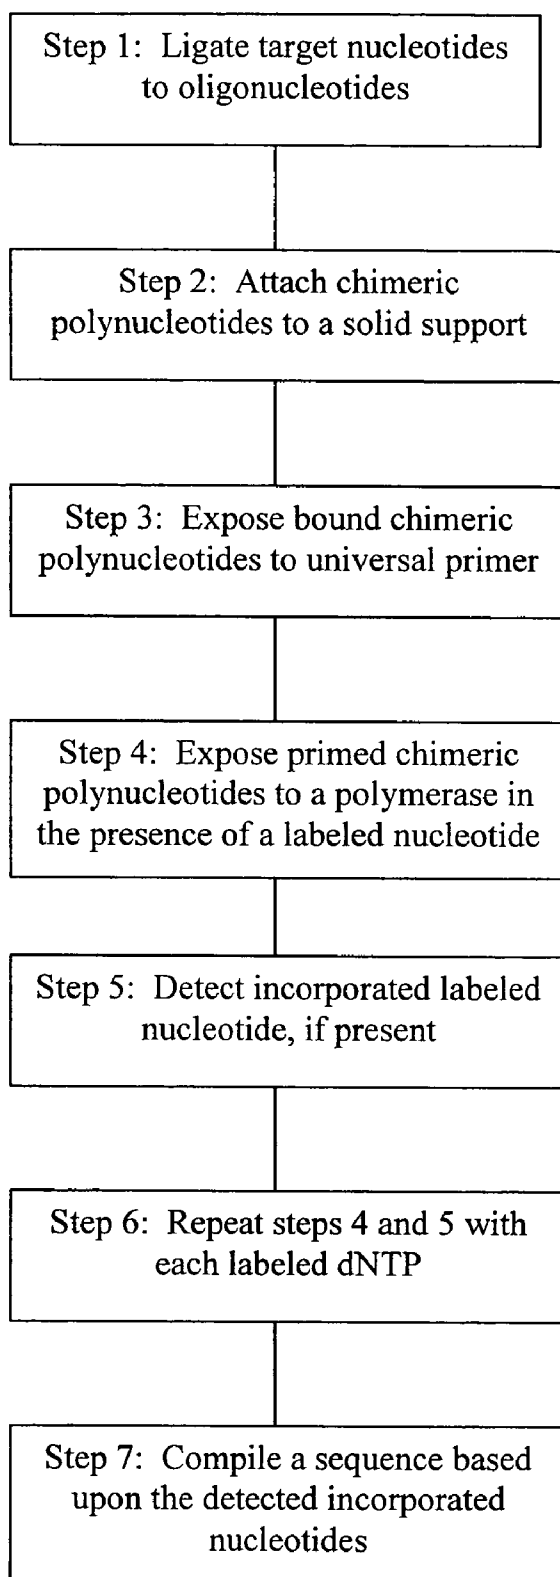 Step 1: Ligate target nucleotides
to oligonucleotides
Step 2: Attach chimeric
polynucleotides to a solid support
Step 3: Expose bound chimeric
polynucleotides to universal primer
Step 4: Expose primed chimeric
polynucleotides to a polymerase in
the presence of a labeled nucleotide
Step 5: Detect incorporated labeled
nucleotide, if present
Step 6: Repeat steps 4 and 5 with
each labeled dNTP
Step 7: Compile a sequence based
upon the detected incorporated
nucleotides